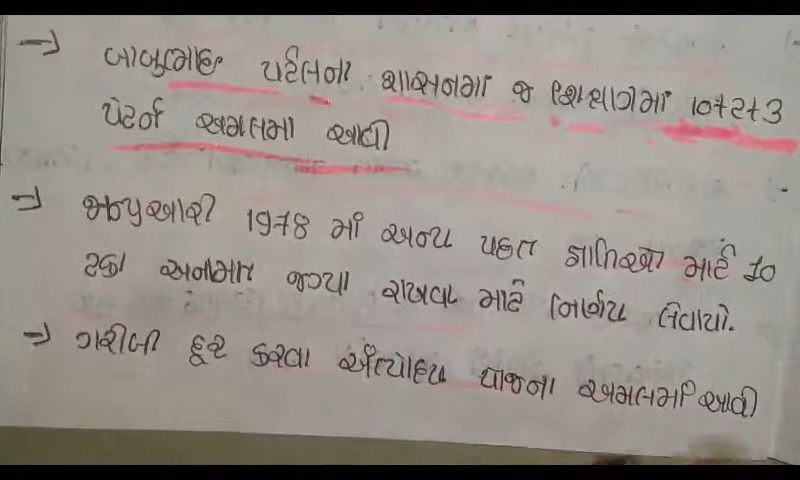 → બાબુભાઇ પટેલના શાસનમાં જ શિક્ષણમાં 10+2+3
પેટર્ન અમલમા આવી
→ જાન્યુઆરી 1978 માં અન્ય પછાત જ્ઞાતિઓ માટે 10
ટકા અનામત જગ્યા રાખવા માટે નિર્ણય લેવાયો.
→ ગરીબી દૂર કરવા અંત્યોદય યોજના અમલમાં આવી